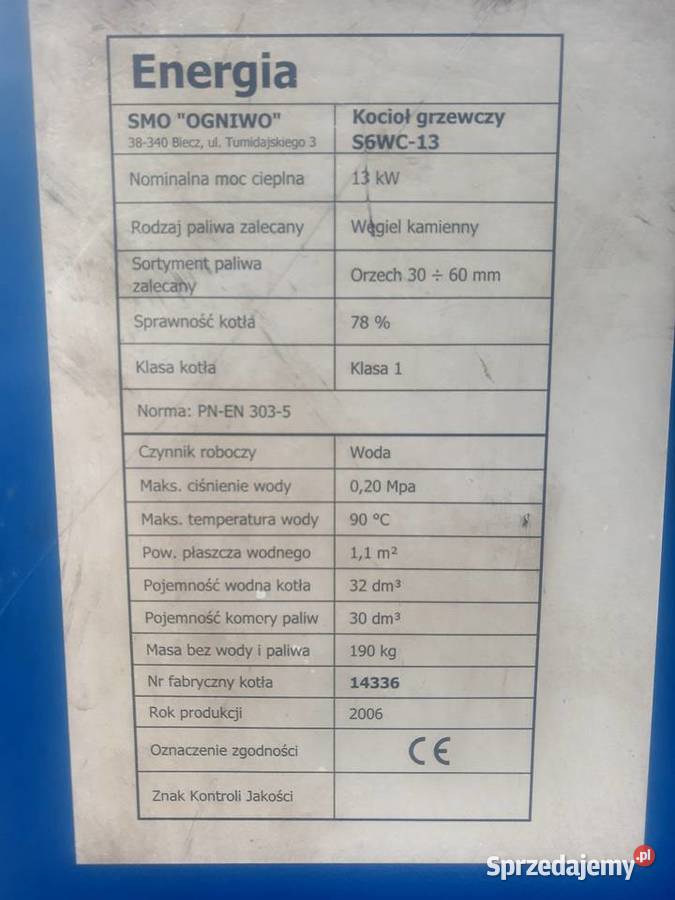 Energia
SMO "OGNIWO"
38-340 Biecz, ul. Tumidajskiego 3
Kocioł grzewczy
S6WC-13
Nominalna moc cieplna 13 kW
Rodzaj paliwa zalecany Węgiel kamienny
Sortyment paliwa
zalecany
Orzech 30 ÷ 60 mm
Sprawność kotła 78 %
Klasa kotła Klasa 1
Norma: PN-EN 303-5
Czynnik roboczy Woda
Maks. ciśnienie wody 0,20 Mpa
Maks. temperatura wody 90 °C
Pow. płaszcza wodnego 1,1 m²
Pojemność wodna kotła 32 dm³
Pojemność komory paliw 30 dm³
Masa bez wody i paliwa 190 kg
Nr fabryczny kotła 14336
Rok produkcji 2006
Oznaczenie zgodności CE
Znak Kontroli Jakości
Sprzedajemy.pl